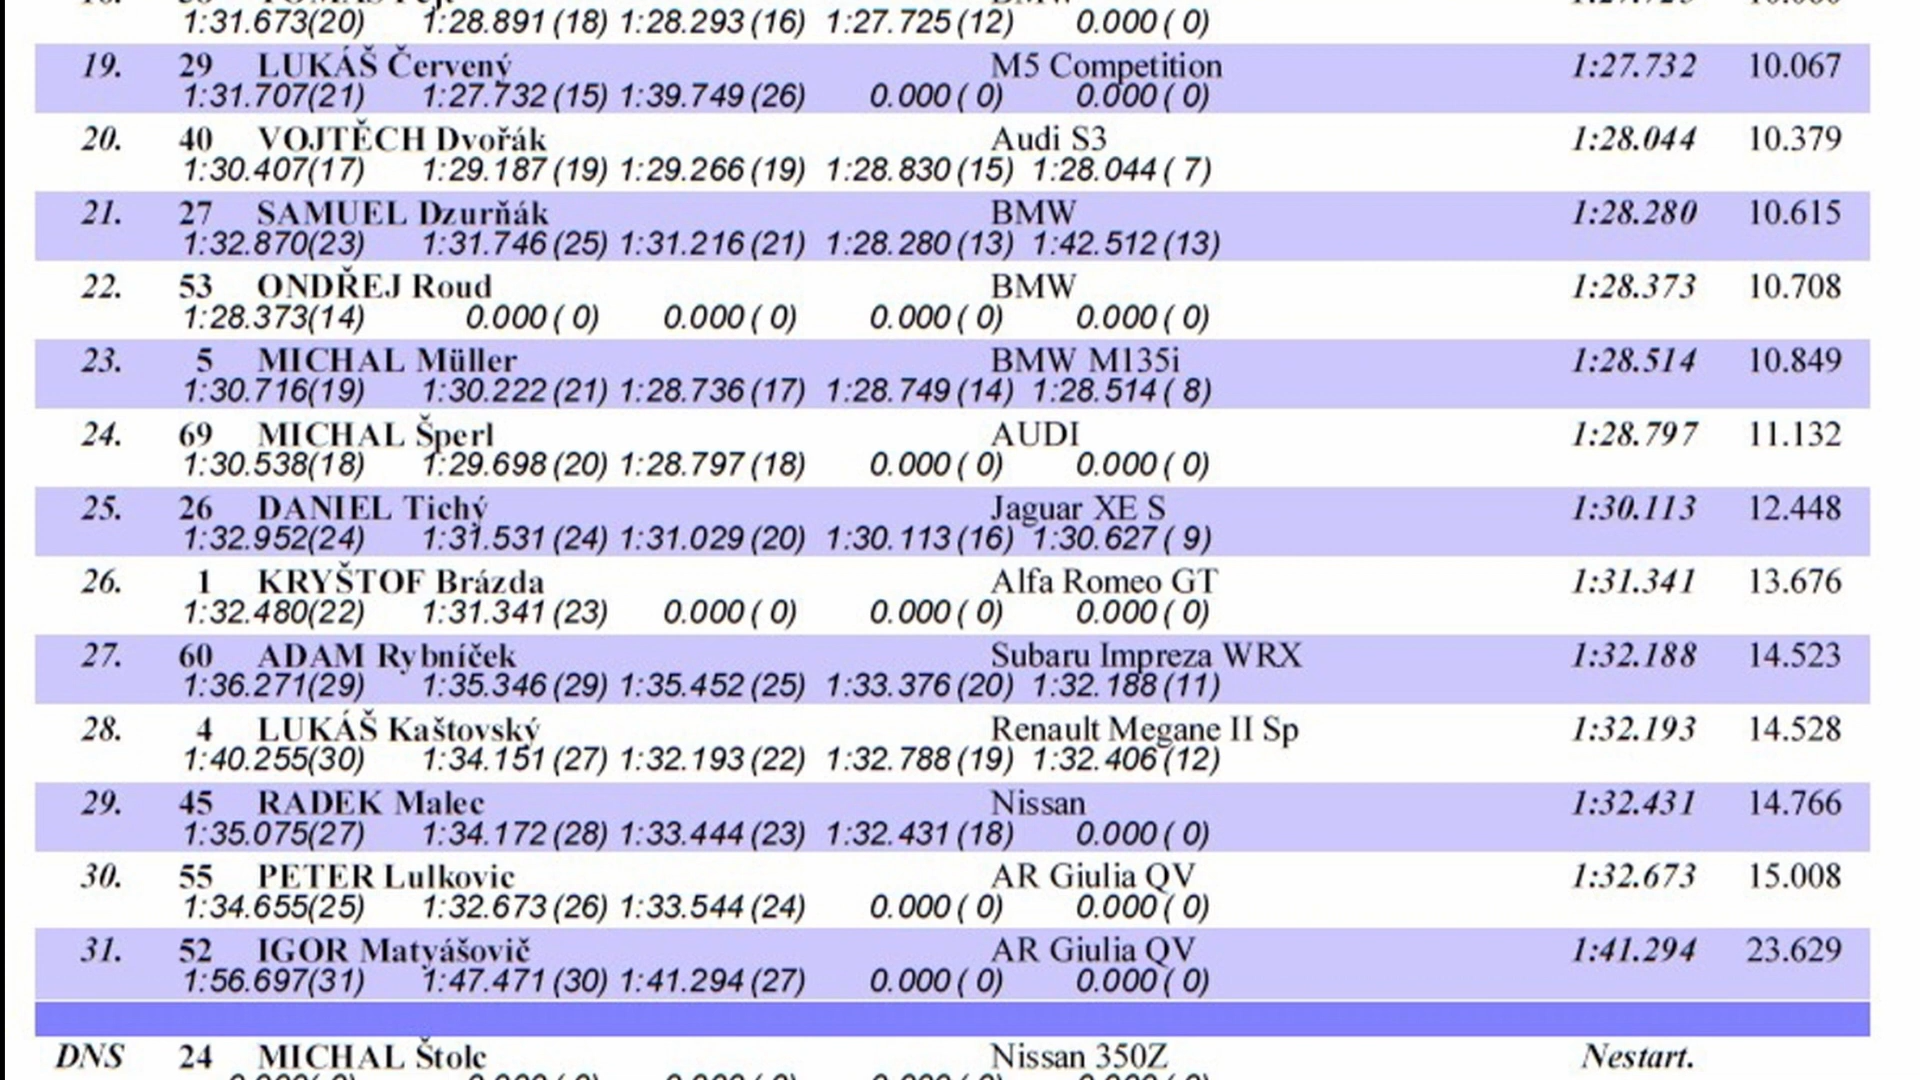 1:31.673(20) 1:28.891 (18) 1:28.293 (16) 1:27.725 (12) 0.000 ( 0)
19. 29 LUKÁŠ Červený M5 Competition 1:27.732 10.067
1:31.707(21) 1:27.732 (15) 1:39.749 (26) 0.000 ( 0) 0.000 ( 0)
20. 40 VOJTĚCH Dvořák Audi S3 1:28.044 10.379
1:30.407(17) 1:29.187 (19) 1:29.266 (19) 1:28.830 (15) 1:28.044 ( 7)
21. 27 SAMUEL Dzurňák BMW 1:28.280 10.615
1:32.870(23) 1:31.746 (25) 1:31.216 (21) 1:28.280 (13) 1:42.512 (13)
22. 53 ONDŘEJ Roud BMW 1:28.373 10.708
1:28.373(14) 0.000 ( 0) 0.000 ( 0) 0.000 ( 0) 0.000 ( 0)
23. 5 MICHAL Müller BMW M135i 1:28.514 10.849
1:30.716(19) 1:30.222 (21) 1:28.736 (17) 1:28.749 (14) 1:28.514 ( 8)
24. 69 MICHAL Šperl AUDI 1:28.797 11.132
1:30.538(18) 1:29.698 (20) 1:28.797 (18) 0.000 ( 0) 0.000 ( 0)
25. 26 DANIEL Tichý Jaguar XE S 1:30.113 12.448
1:32.952(24) 1:31.531 (24) 1:31.029 (20) 1:30.113 (16) 1:30.627 ( 9)
26. 1 KRYŠTOF Brázda Alfa Romeo GT 1:31.341 13.676
1:32.480(22) 1:31.341 (23) 0.000 ( 0) 0.000 ( 0) 0.000 ( 0)
27. 60 ADAM Rybníček Subaru Impreza WRX 1:32.188 14.523
1:36.271(29) 1:35.346 (29) 1:35.452 (25) 1:33.376 (20) 1:32.188 (11)
28. 4 LUKÁŠ Kaštovský Renault Megane II Sp 1:32.193 14.528
1:40.255(30) 1:34.151 (27) 1:32.193 (22) 1:32.788 (19) 1:32.406 (12)
29. 45 RADEK Malec Nissan 1:32.431 14.766
1:35.075(27) 1:34.172 (28) 1:33.444 (23) 1:32.431 (18) 0.000 ( 0)
30. 55 PETER Lulkovic AR Giulia QV 1:32.673 15.008
1:34.655(25) 1:32.673 (26) 1:33.544 (24) 0.000 ( 0) 0.000 ( 0)
31. 52 IGOR Matyášovič AR Giulia QV 1:41.294 23.629
1:56.697(31) 1:47.471 (30) 1:41.294 (27) 0.000 ( 0) 0.000 ( 0)
DNS 24 MICHAL Štolc Nissan 350Z Nestart.